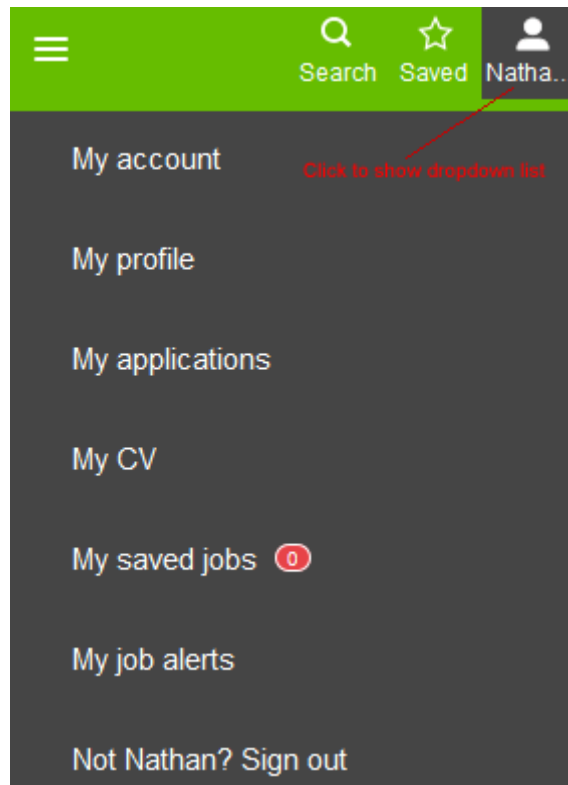 Search Saved Natha..
Click to show dropdown list
My account
My profile
My applications
My CV
My saved jobs 0
My job alerts
Not Nathan? Sign out